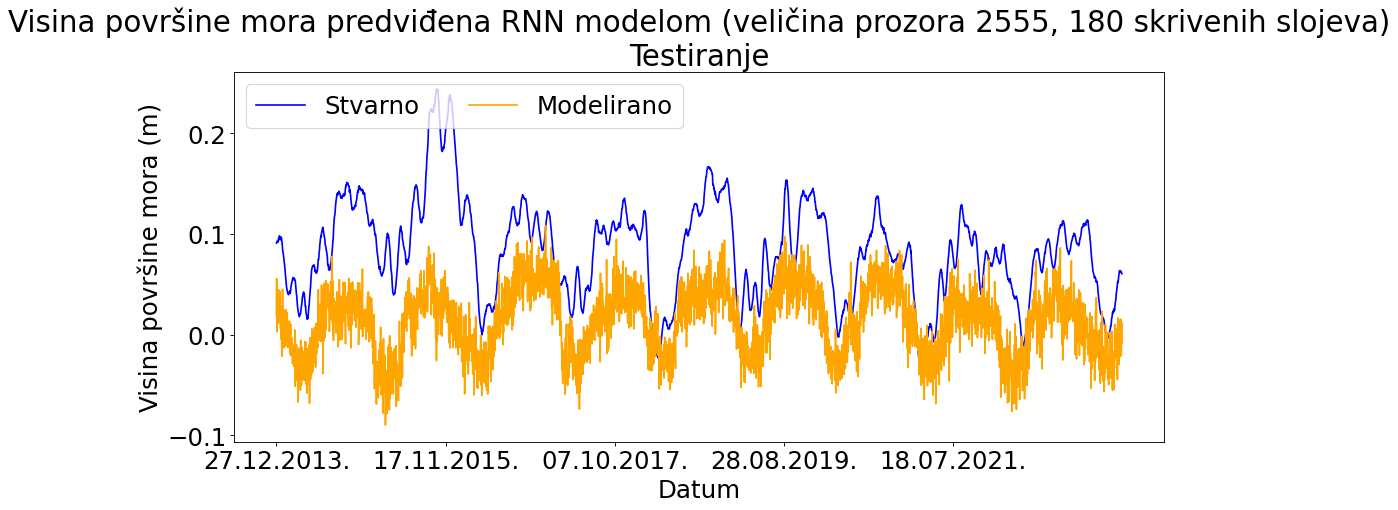 Visina površine mora predviđena RNN modelom (veličina prozora 2555, 180 skrivenih slojeva)
Testiranje
Stvarno Modelirano
Visina površine mora (m)
0.2
0.1
0.0
−0.1
27.12.2013. 17.11.2015. 07.10.2017. 28.08.2019. 18.07.2021.
Datum